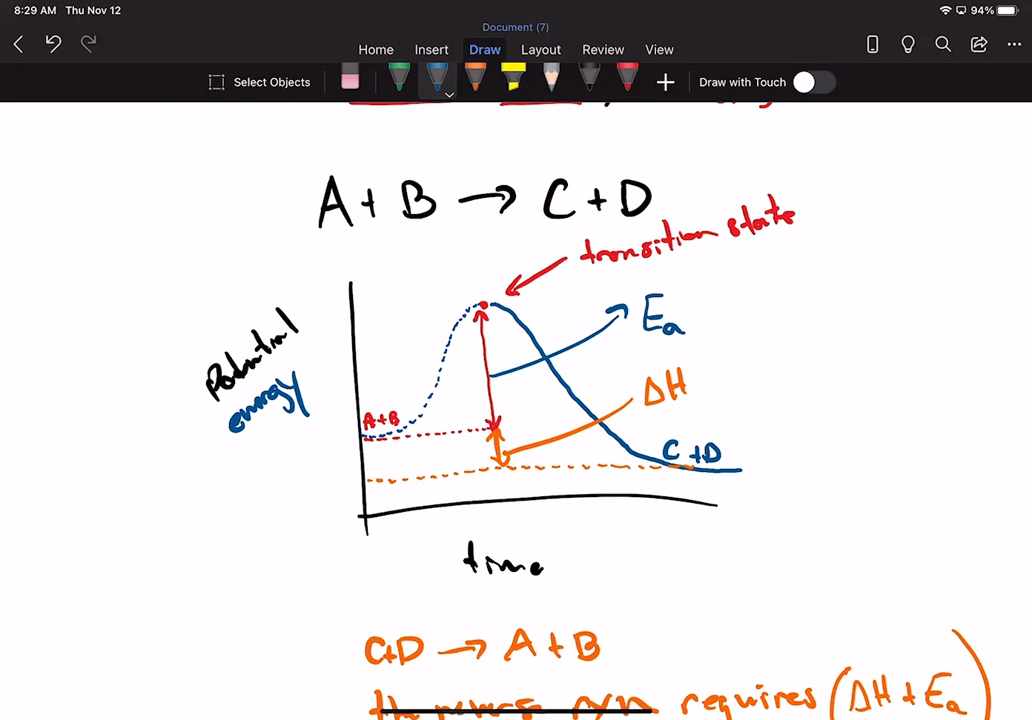 8:29 AM Thu Nov 12
94%
Document (7)
Home Insert Draw Layout Review View
Select Objects
Draw with Touch
A + B → C + D
transition state
Potential
energy
Ea
ΔH
A+B
C + D
time
C+D → A + B
requires (ΔH + Ea)